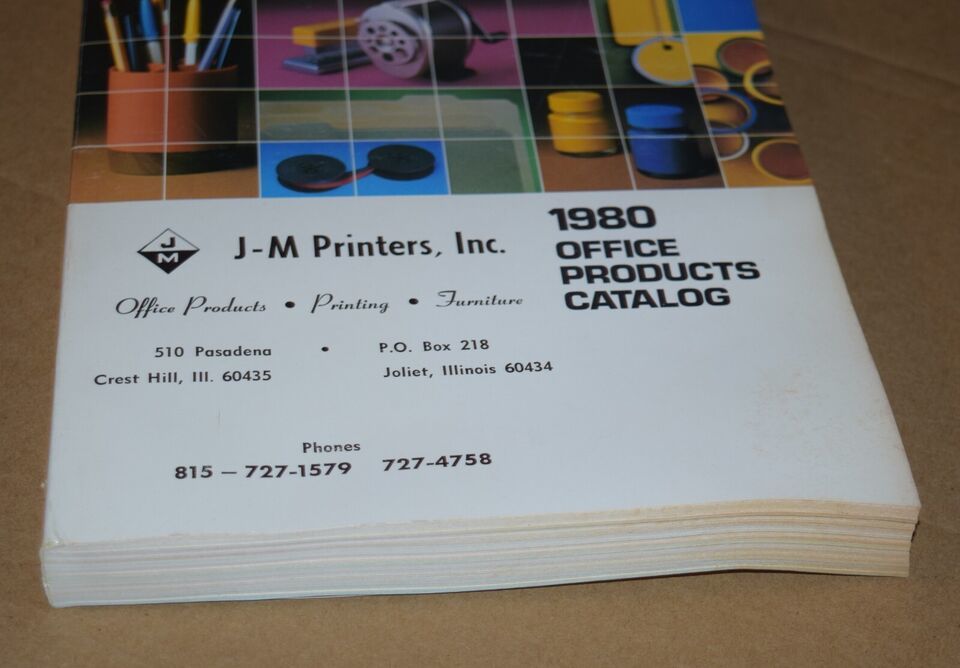 J
M
J-M Printers, Inc.
Office Products • Printing • Furniture
510 Pasadena • P.O. Box 218
Crest Hill, Ill. 60435 Joliet, Illinois 60434
Phones
815 – 727-1579 727-4758
1980
OFFICE
PRODUCTS
CATALOG